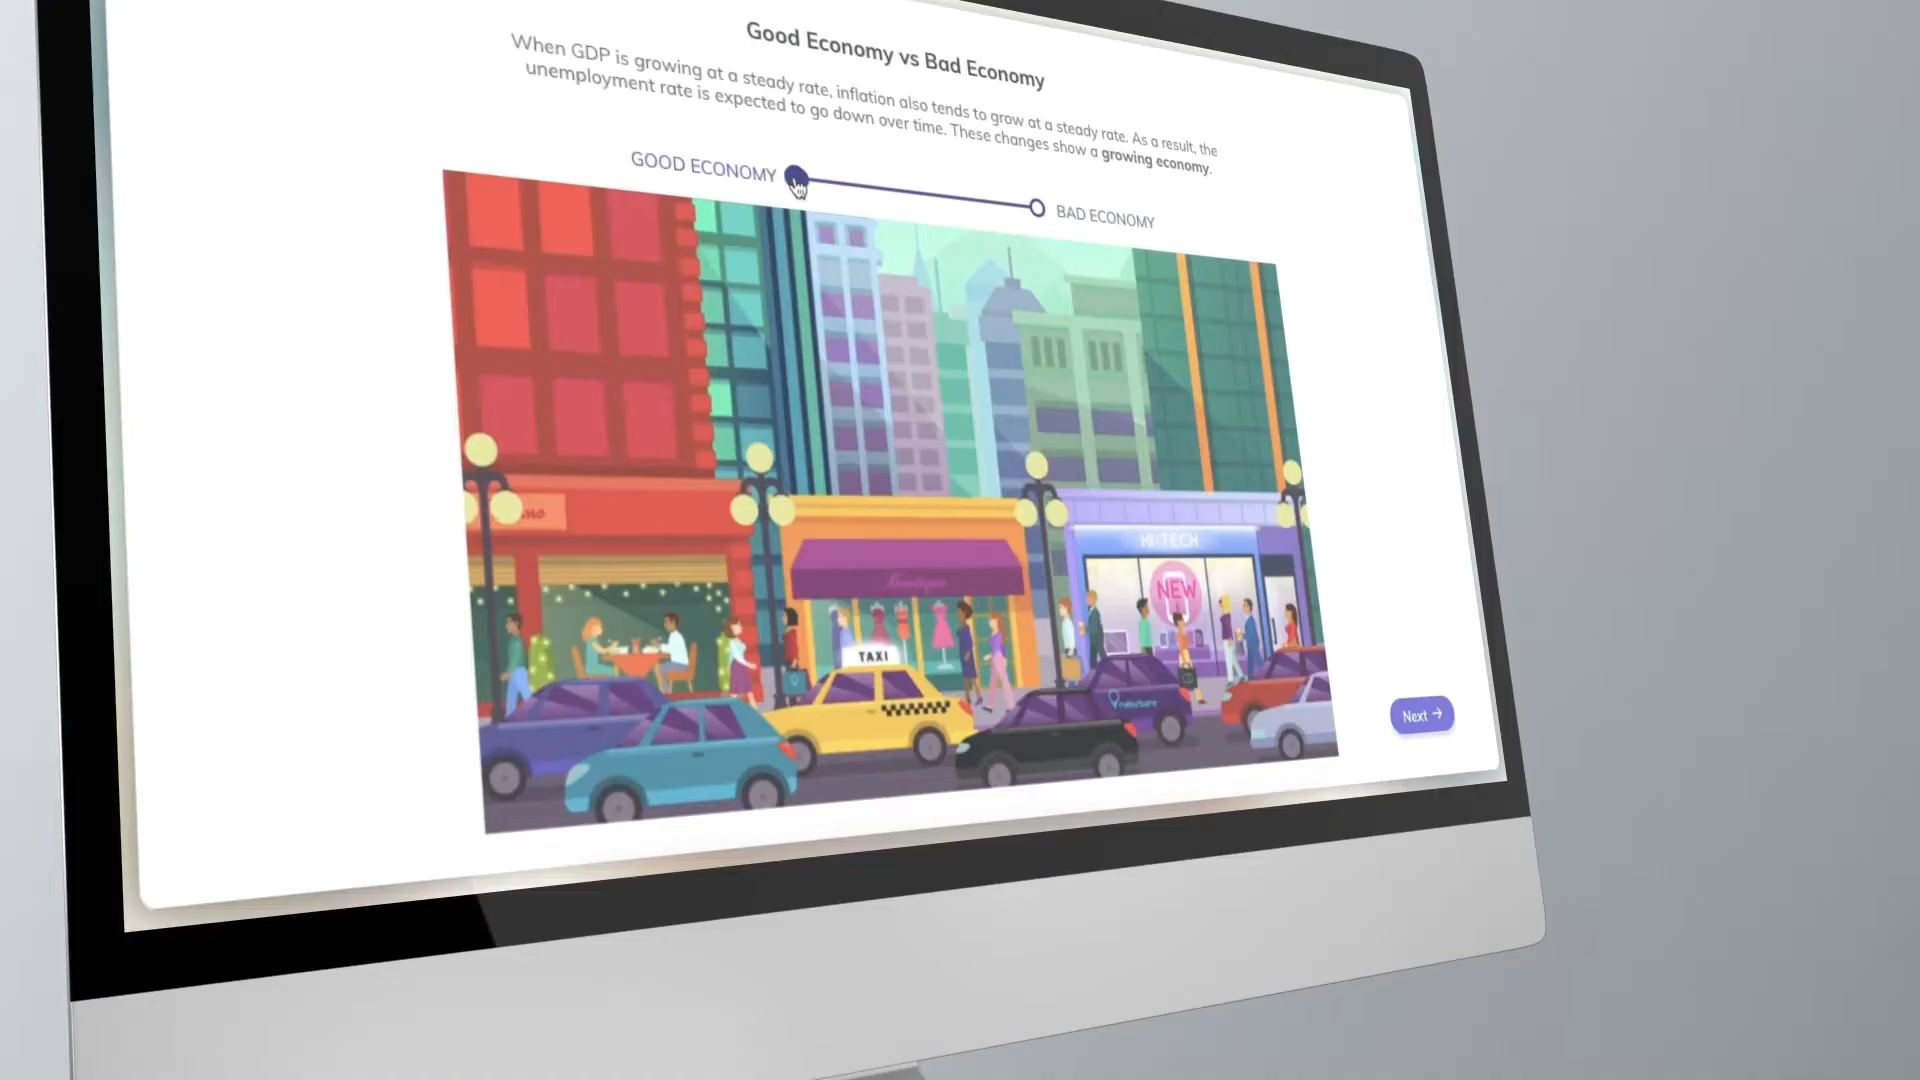 Good Economy vs Bad Economy
When GDP is growing at a steady rate, inflation also tends to grow at a steady rate. As a result, the
unemployment rate is expected to go down over time. These changes show a growing economy.
GOOD ECONOMY
BAD ECONOMY
HI-TECH
Boutique
NEW
TAXI
Next →